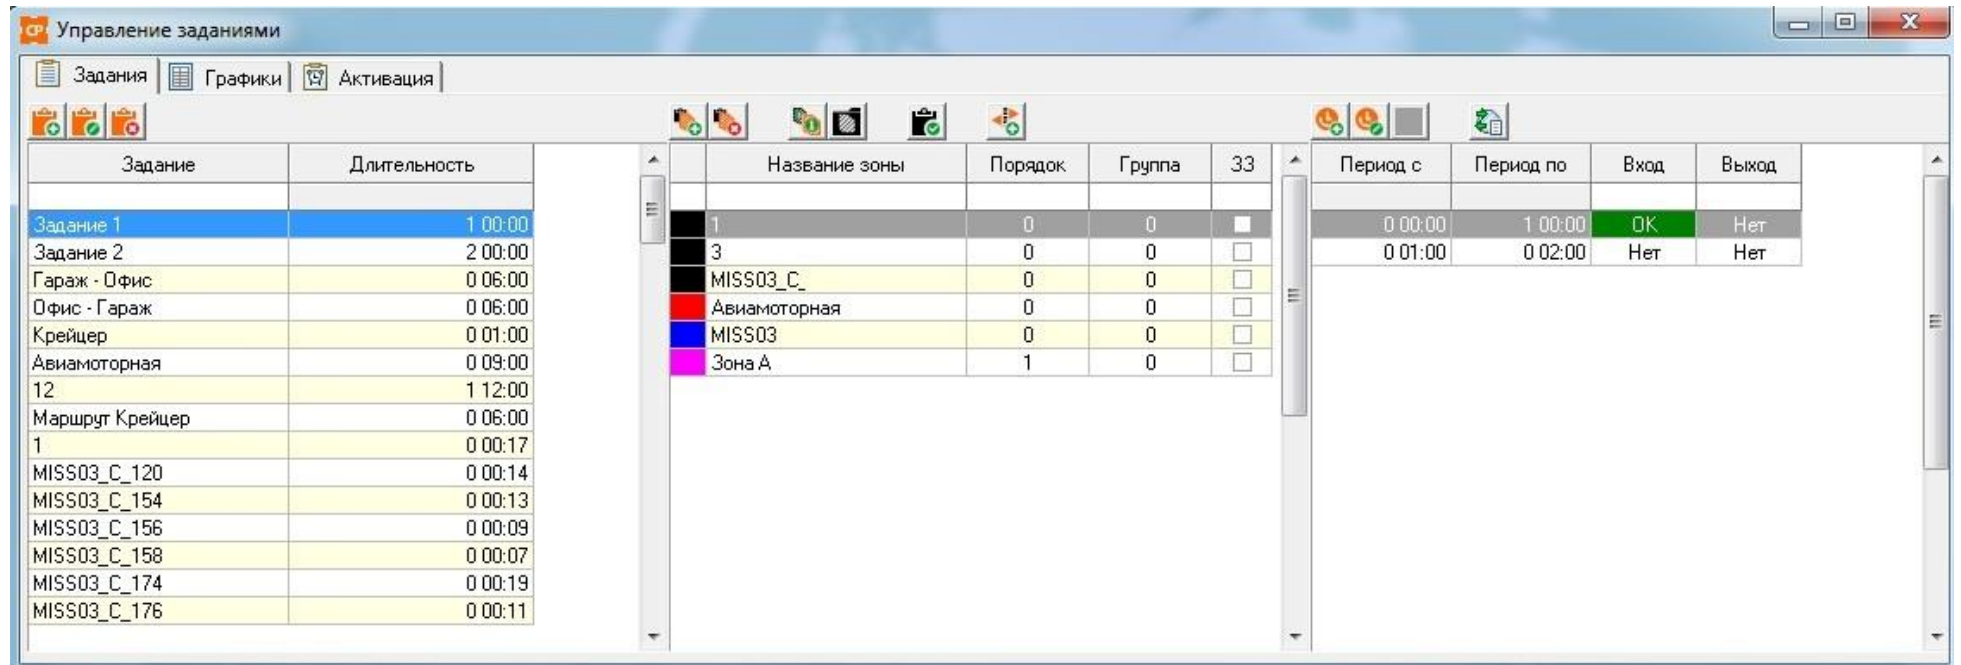 CP Управление заданиями
Задания Графики Активация
Задание Длительность
Задание 1 1 00:00
Задание 2 2 00:00
Гараж - Офис 0 06:00
Офис - Гараж 0 06:00
Крейцер 0 01:00
Авиамоторная 0 09:00
12 1 12:00
Маршрут Крейцер 0 06:00
1 0 00:17
MISS03_C_120 0 00:14
MISS03_C_154 0 00:13
MISS03_C_156 0 00:09
MISS03_C_158 0 00:07
MISS03_C_174 0 00:19
MISS03_C_176 0 00:11
Название зоны Порядок Группа ЗЗ
1 0 0
3 0 0
MISS03_C_ 0 0
Авиамоторная 0 0
MISS03 0 0
Зона А 1 0
Период с Период по Вход Выход
0 00:00 1 00:00 ОК Нет
0 01:00 0 02:00 Нет Нет